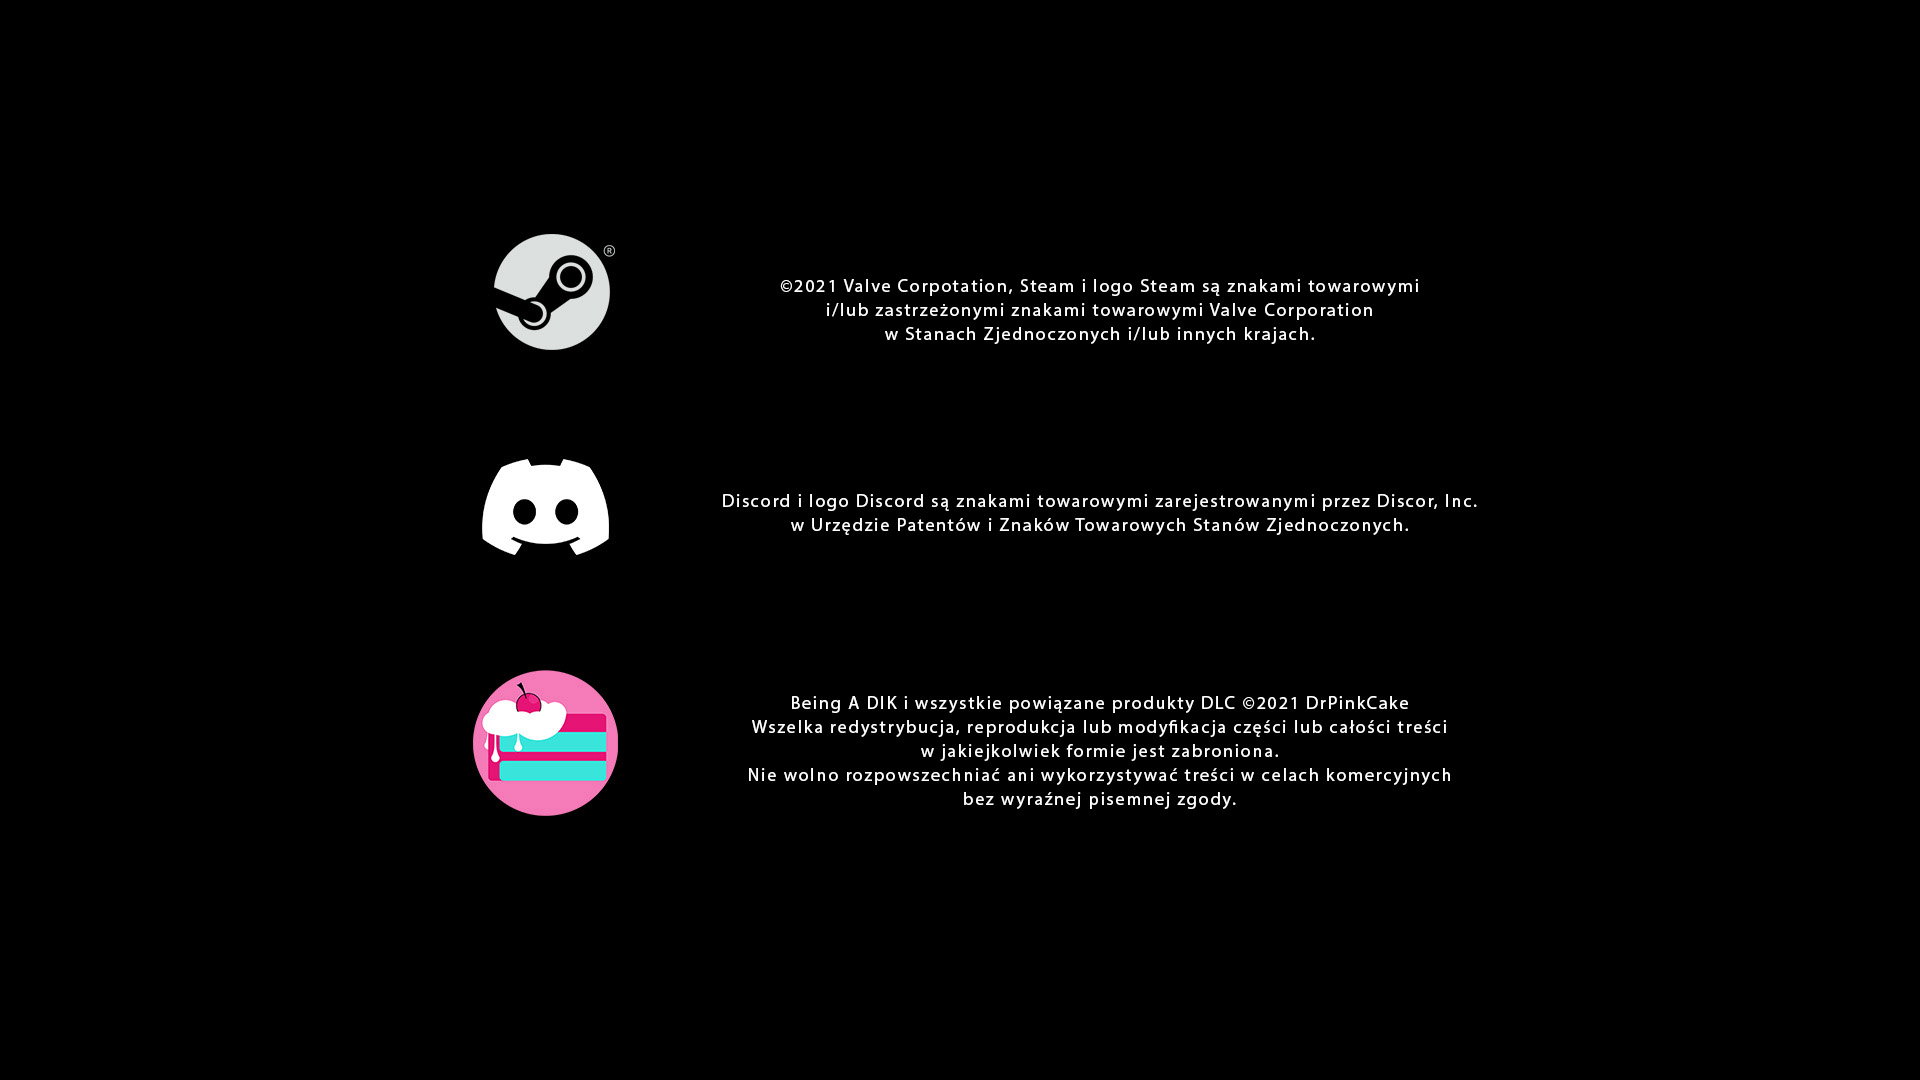 ®
©2021 Valve Corpotation, Steam i logo Steam są znakami towarowymi
i/lub zastrzeżonymi znakami towarowymi Valve Corporation
w Stanach Zjednoczonych i/lub innych krajach.
Discord i logo Discord są znakami towarowymi zarejestrowanymi przez Discor, Inc.
w Urzędzie Patentów i Znaków Towarowych Stanów Zjednoczonych.
Being A DIK i wszystkie powiązane produkty DLC ©2021 DrPinkCake
Wszelka redystrybucja, reprodukcja lub modyfikacja części lub całości treści
w jakiejkolwiek formie jest zabroniona.
Nie wolno rozpowszechniać ani wykorzystywać treści w celach komercyjnych
bez wyraźnej pisemnej zgody.